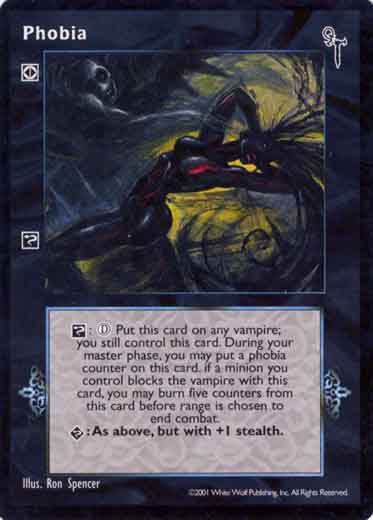 Phobia
: Put this card on any vampire;
you still control this card. During your
master phase, you may put a phobia
counter on this card. if a minion you
control blocks the vampire with this
card, you may burn five counters from
this card before range is chosen to
end combat.
:As above, but with +1 stealth.
Illus. Ron Spencer
©2001 White Wolf Publishing, Inc. All Rights Reserved.